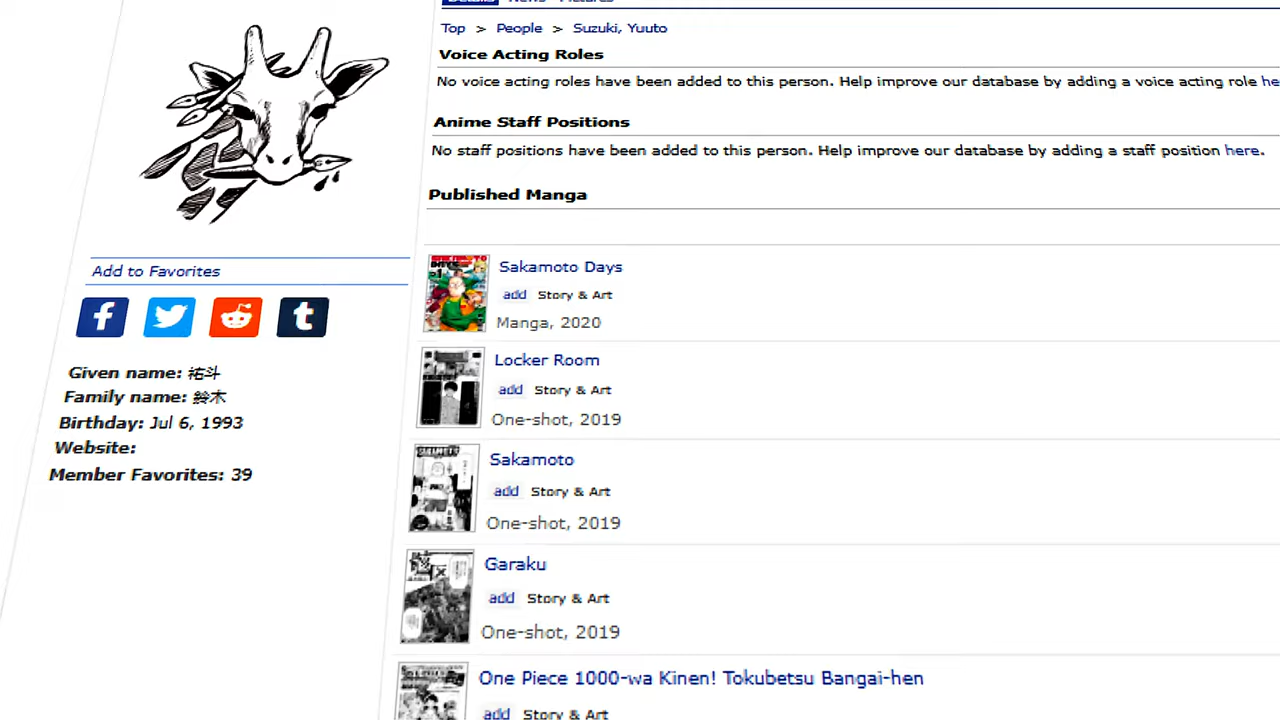 Top > People > Suzuki, Yuuto
Voice Acting Roles
No voice acting roles have been added to this person. Help improve our database by adding a voice acting role
Anime Staff Positions
No staff positions have been added to this person. Help improve our database by adding a staff position here.
Published Manga
Add to Favorites
Given name: 祐斗
Family name: 鈴木
Birthday: Jul 6, 1993
Website:
Member Favorites: 39
Sakamoto Days
add Story & Art
Manga, 2020
Locker Room
add Story & Art
One-shot, 2019
Sakamoto
add Story & Art
One-shot, 2019
Garaku
add Story & Art
One-shot, 2019
One Piece 1000-wa Kinen! Tokubetsu Bangai-hen
add Story & Art